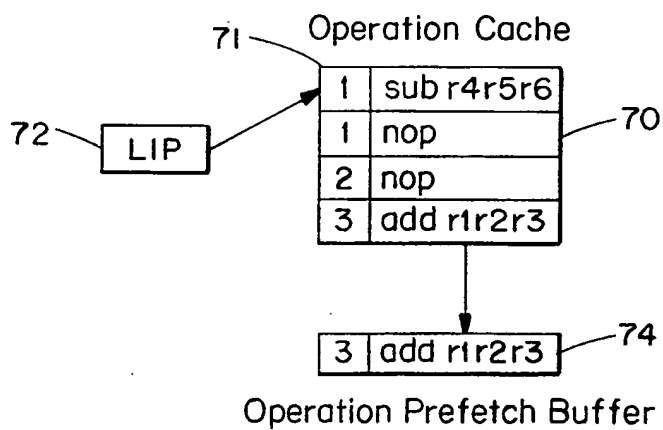 Operation Cache
71
1 sub r4r5r6
1 nop
2 nop
3 add r1r2r3
70
72
LIP
3 add r1r2r3
74
Operation Prefetch Buffer